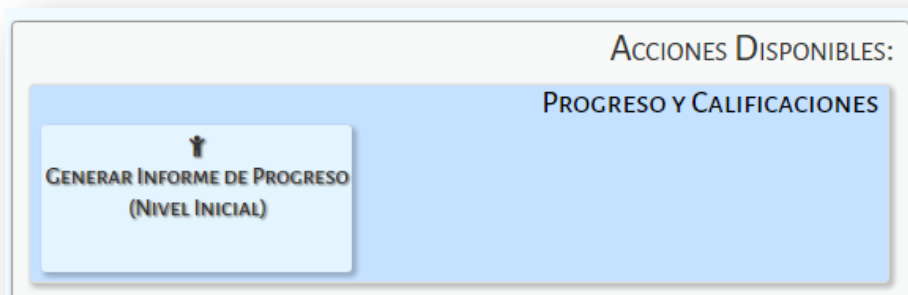 Acciones Disponibles:
Progreso y Calificaciones
Generar Informe de Progreso
(Nivel Inicial)